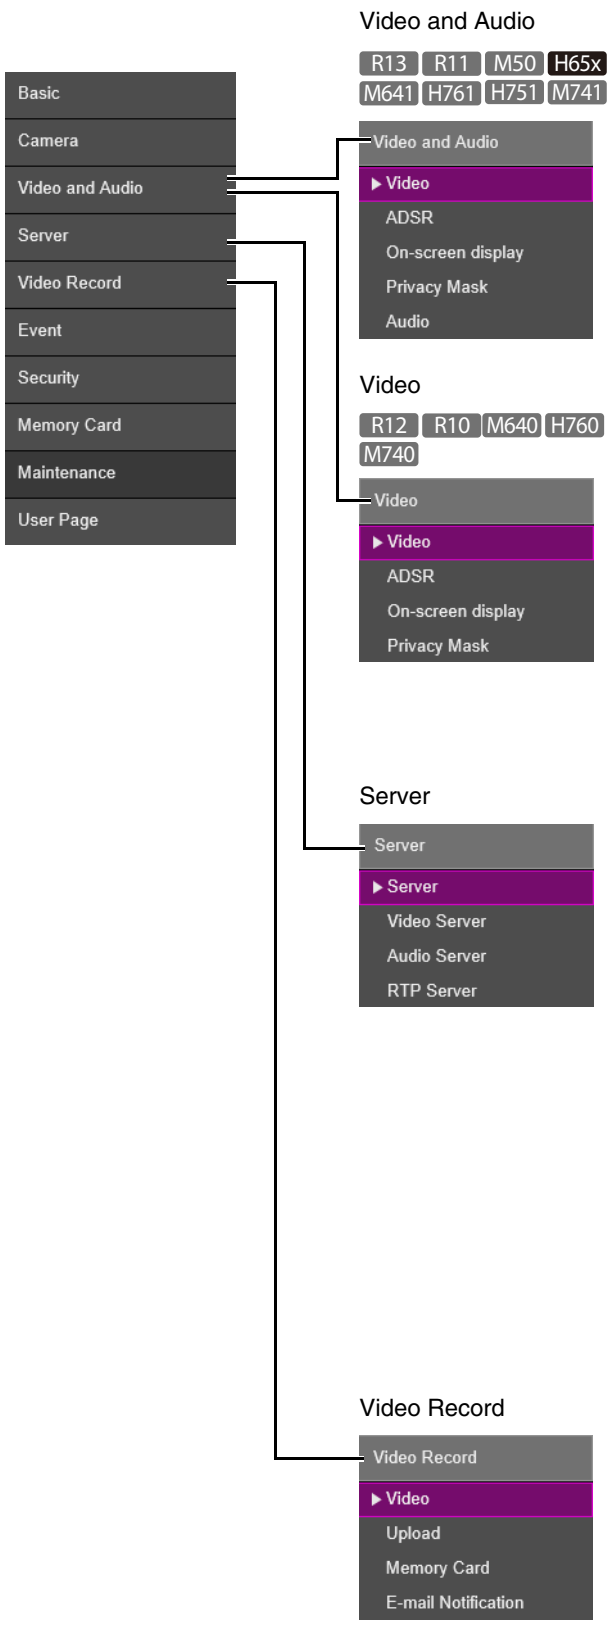 Basic
Camera
Video and Audio
Server
Video Record
Event
Security
Memory Card
Maintenance
User Page
Video and Audio
R13 R11 M50 H65x
M641 H761 H751 M741
Video and Audio
Video
ADSR
On-screen display
Privacy Mask
Audio
Video
R12 R10 M640 H760
M740
Video
Video
ADSR
On-screen display
Privacy Mask
Server
Server
Server
Video Server
Audio Server
RTP Server
Video Record
Video Record
Video
Upload
Memory Card
E-mail Notification